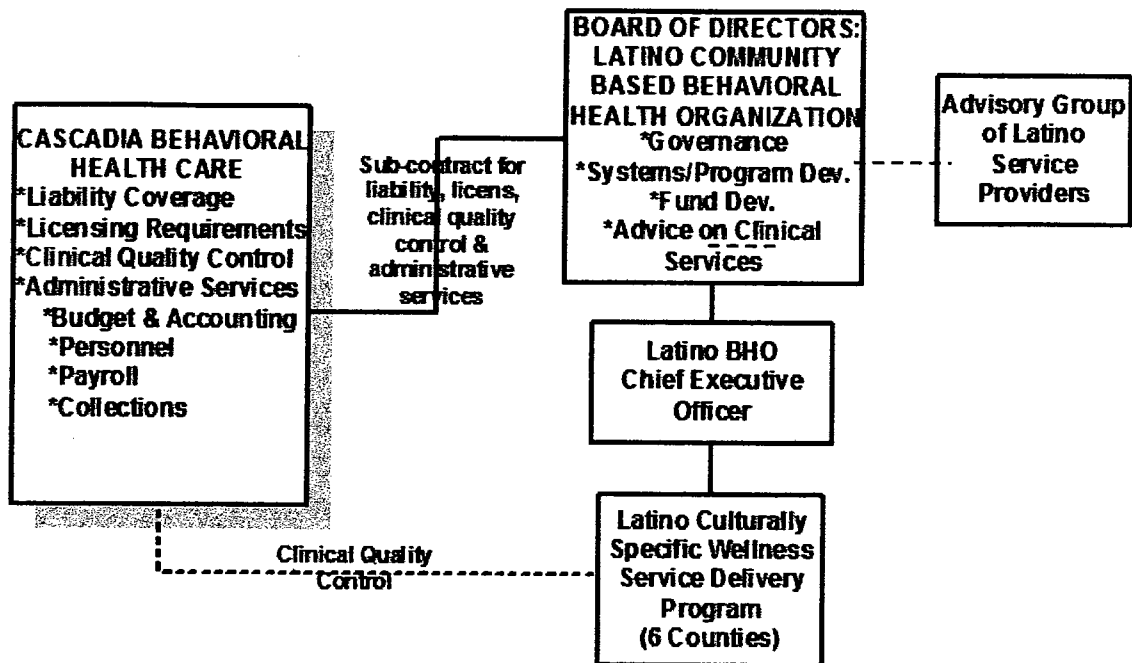 CASCADIA BEHAVIORAL
HEALTH CARE
*Liability Coverage
*Licensing Requirements
*Clinical Quality Control
*Administrative Services
*Budget & Accounting
*Personnel
*Payroll
*Collections
Sub-contract for
liability, licens,
clinical quality
control &
administrative
services
BOARD OF DIRECTORS:
LATINO COMMUNITY
BASED BEHAVIORAL
HEALTH ORGANIZATION
*Governance
*Systems/Program Dev.
*Fund Dev.
*Advice on Clinical
Services
Advisory Group
of Latino
Service
Providers
Latino BHO
Chief Executive
Officer
Clinical Quality
Control
Latino Culturally
Specific Wellness
Service Delivery
Program
(6 Counties)